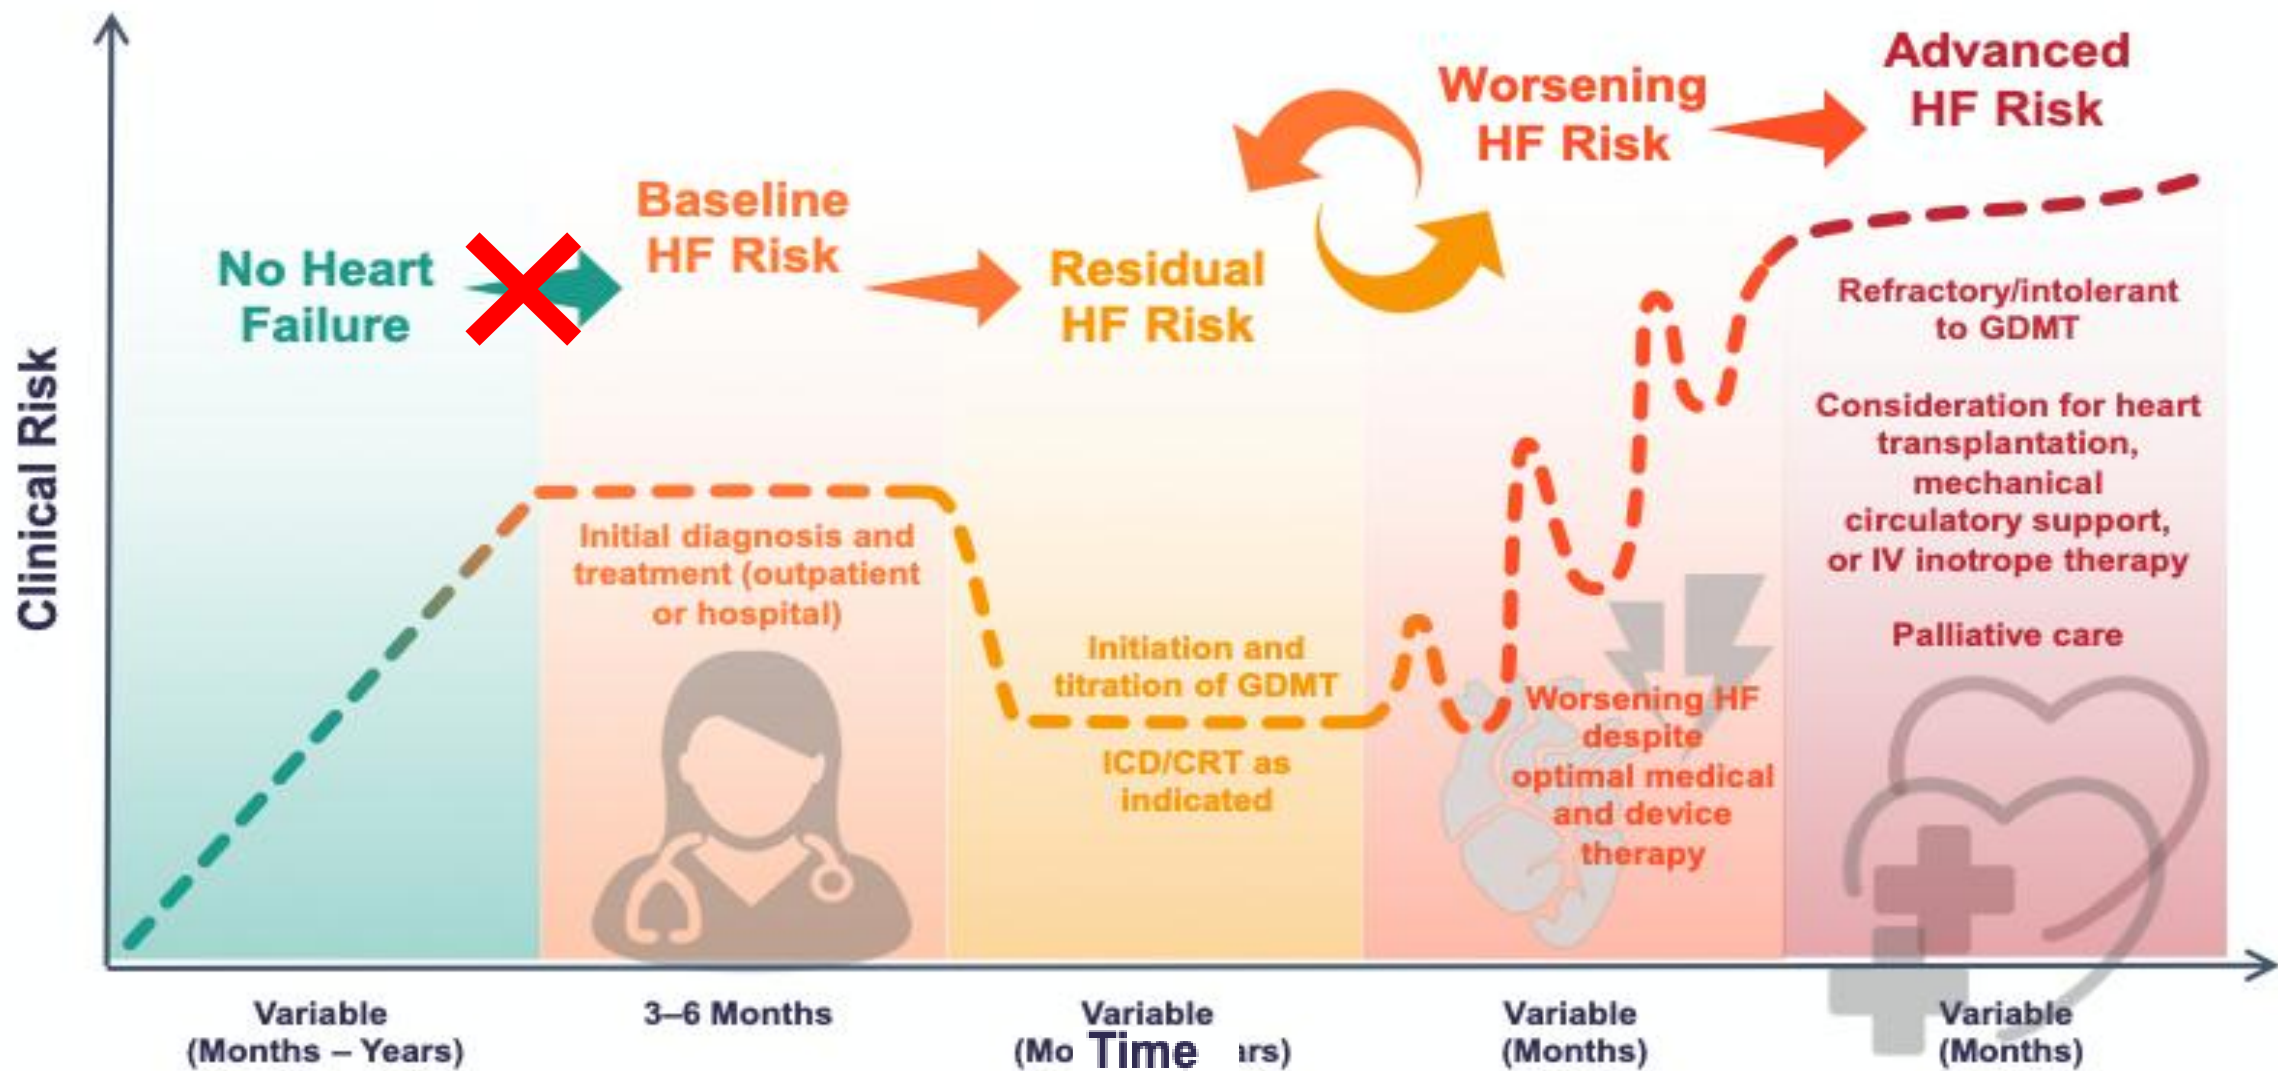 Clinical Risk
No Heart
Failure
Baseline
HF Risk
Residual
HF Risk
Worsening
HF Risk
Advanced
HF Risk
Initial diagnosis and
treatment (outpatient
or hospital)
Initiation and
titration of GDMT
ICD/CRT as
indicated
Worsening HF
despite
optimal medical
and device
therapy
Refractory/intolerant
to GDMT
Consideration for heart
transplantation,
mechanical
circulatory support,
or IV inotrope therapy
Palliative care
Variable
(Months – Years)
3–6 Months
Variable
Time
Variable
(Months)
Variable
(Months)